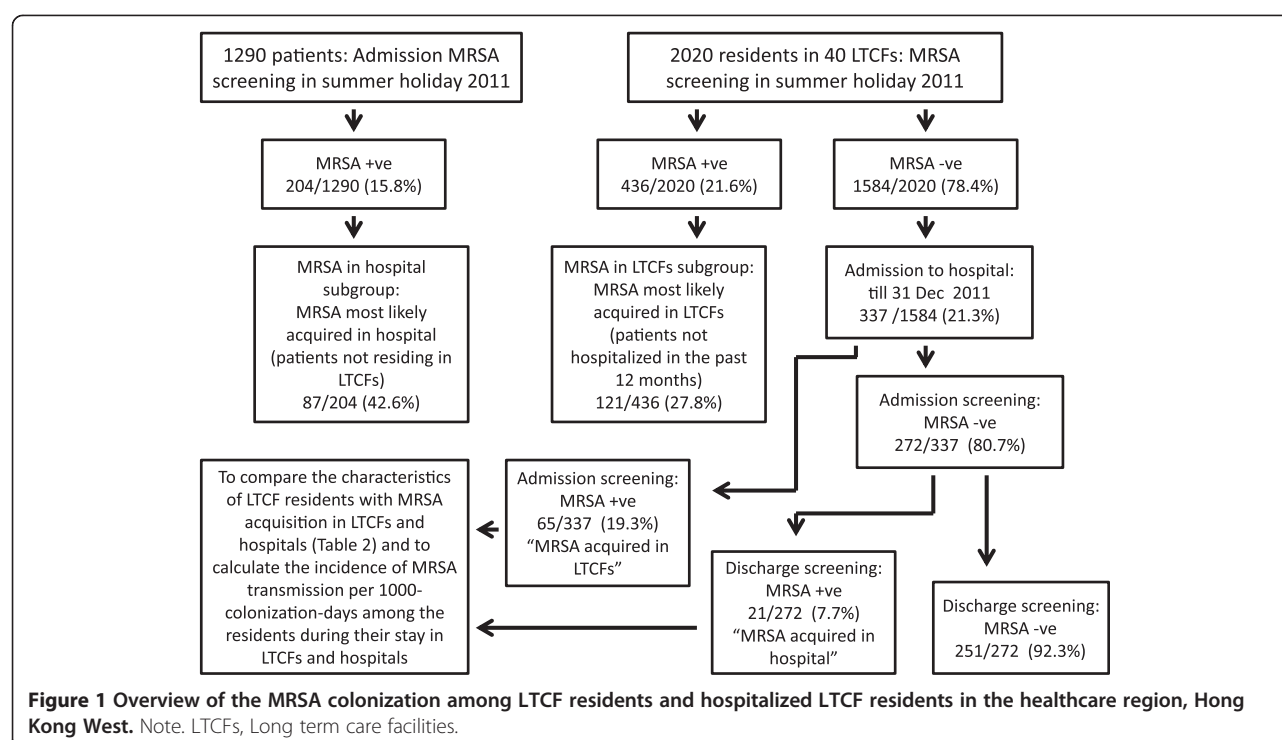 1290 patients: Admission MRSA
screening in summer holiday 2011
2020 residents in 40 LTCFs: MRSA
screening in summer holiday 2011
MRSA +ve
204/1290 (15.8%)
MRSA +ve
436/2020 (21.6%)
MRSA -ve
1584/2020 (78.4%)
MRSA in hospital
subgroup:
MRSA most likely
acquired in hospital
(patients not residing in
LTCFs)
87/204 (42.6%)
MRSA in LTCFs subgroup:
MRSA most likely
acquired in LTCFs
(patients not
hospitalized in the past
12 months)
121/436 (27.8%)
Admission to hospital:
till 31 Dec 2011
337 /1584 (21.3%)
Admission screening:
MRSA -ve
272/337 (80.7%)
To compare the characteristics
of LTCF residents with MRSA
acquisition in LTCFs and
hospitals (Table 2) and to
calculate the incidence of MRSA
transmission per 1000-
colonization-days among the
residents during their stay in
LTCFs and hospitals
Admission screening:
MRSA +ve
65/337 (19.3%)
“MRSA acquired in
LTCFs”
Discharge screening:
MRSA +ve
21/272 (7.7%)
“MRSA acquired in
hospital”
Discharge screening:
MRSA -ve
251/272 (92.3%)
Figure 1 Overview of the MRSA colonization among LTCF residents and hospitalized LTCF residents in the healthcare region, Hong
Kong West. Note. LTCFs, Long term care facilities.